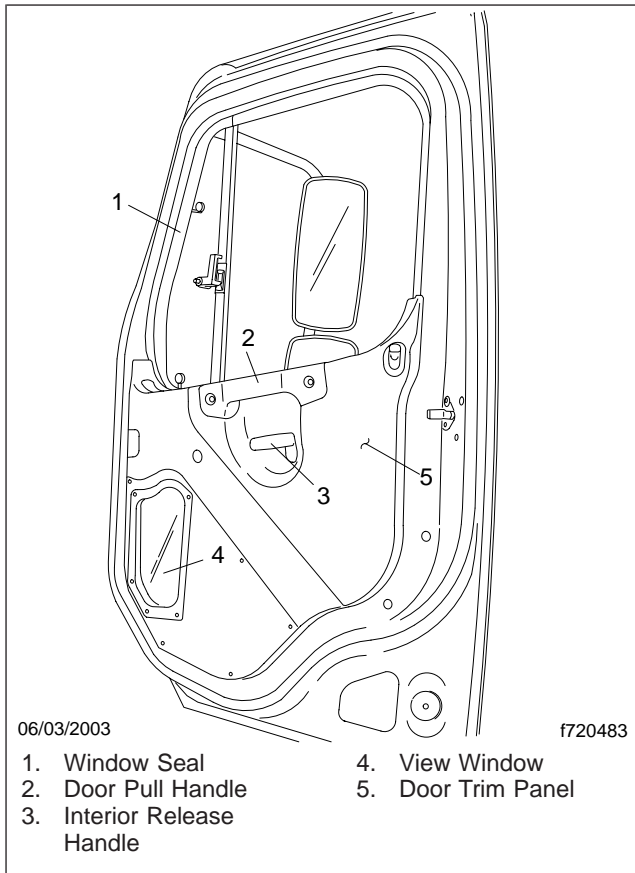 1
2
3
5
4
06/03/2003
f720483
1. Window Seal
2. Door Pull Handle
3. Interior Release
Handle
4. View Window
5. Door Trim Panel